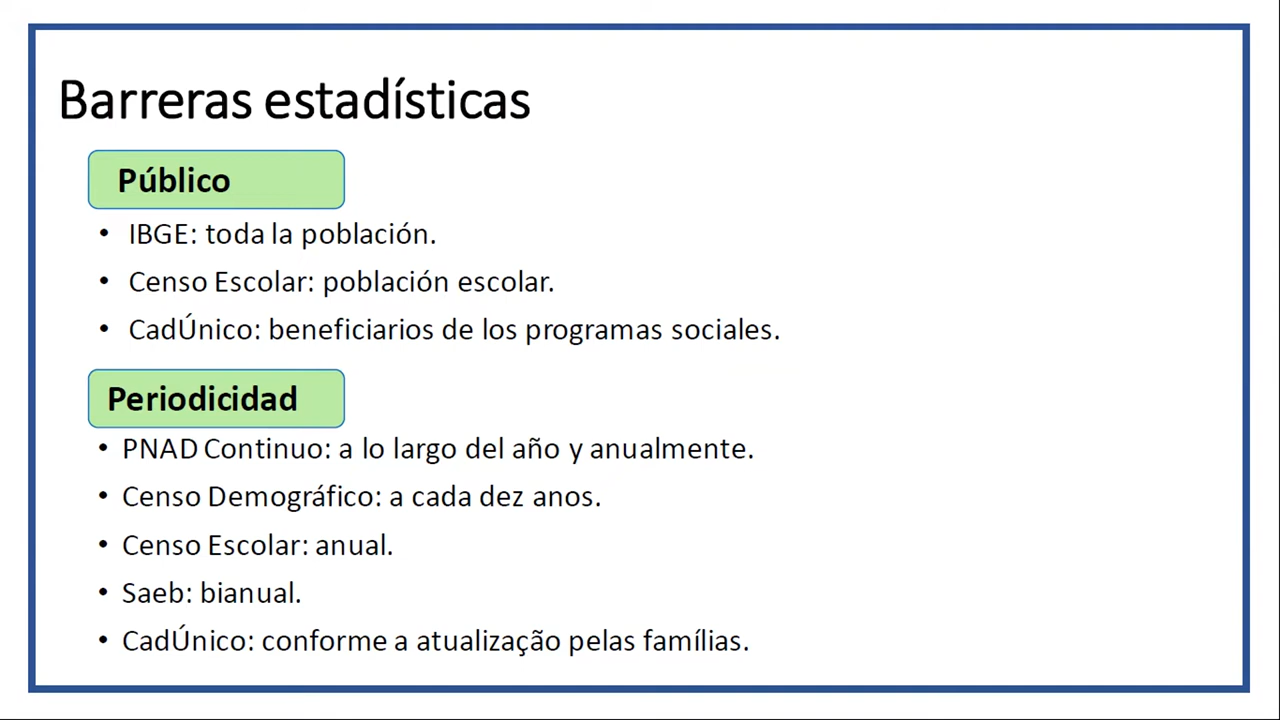 Barreras estadísticas
Público
• IBGE: toda la población.
• Censo Escolar: población escolar.
• CadÚnico: beneficiarios de los programas sociales.
Periodicidad
• PNAD Continuo: a lo largo del año y anualmente.
• Censo Demográfico: a cada dez anos.
• Censo Escolar: anual.
• Saeb: bianual.
• CadÚnico: conforme a atualização pelas famílias.